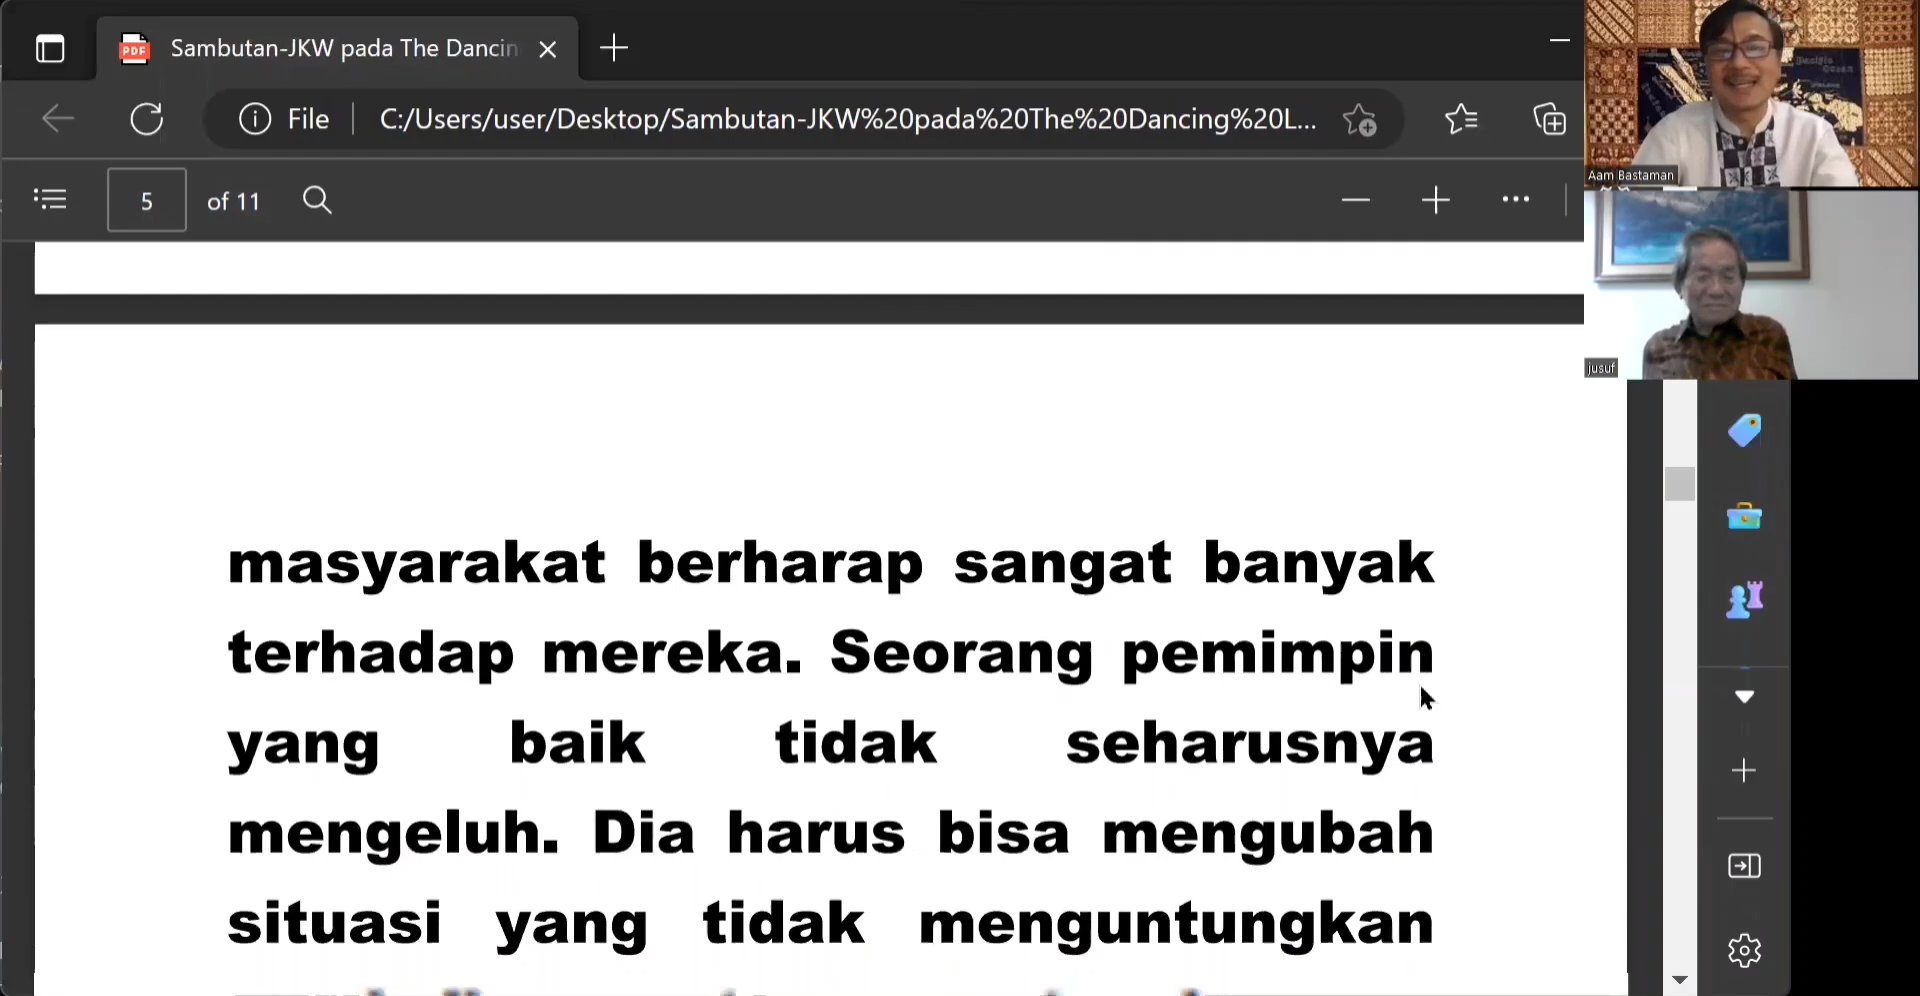 Sambutan-JKW pada The Dancin
File
C:/Users/user/Desktop/Sambutan-JKW%20pada%20The%20Dancing%20L...
5 of 11
Aam Bastaman
jusuf
masyarakat berharap sangat banyak
terhadap mereka. Seorang pemimpin
yang baik tidak seharusnya
mengeluh. Dia harus bisa mengubah
situasi yang tidak menguntungkan